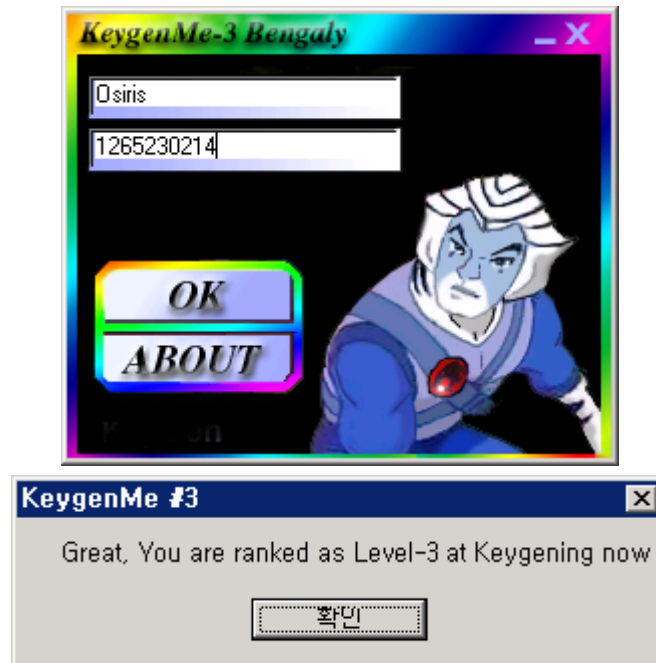 KeygenMe-3 Bengaly
Osiris
1265230214
OK
ABOUT
KeygenMe #3
Great, You are ranked as Level-3 at Keygening now
확인